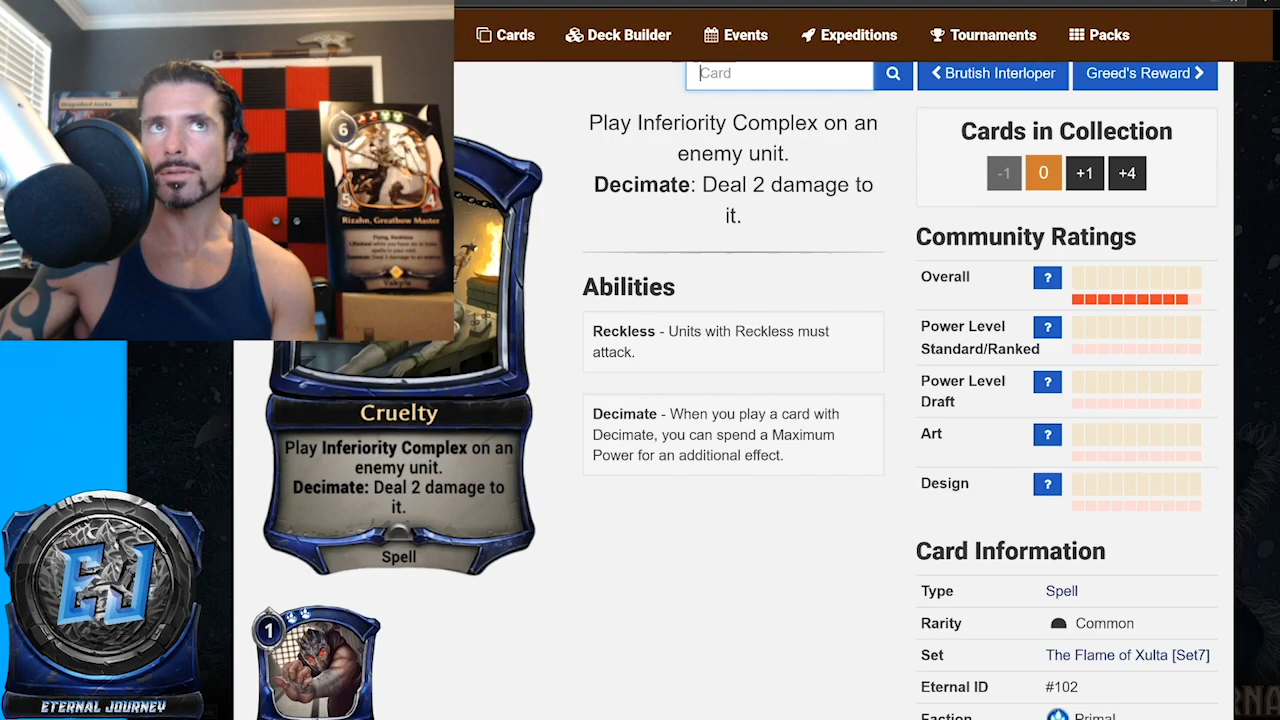 Cards
Deck Builder
Events
Expeditions
Tournaments
Packs
Card
Brutish Interloper
Greed's Reward
Play Inferiority Complex on an
enemy unit.
Decimate: Deal 2 damage to
it.
Abilities
Reckless - Units with Reckless must
attack.
Decimate - When you play a card with
Decimate, you can spend a Maximum
Power for an additional effect.
Cards in Collection
-1 0 +1 +4
Community Ratings
Overall ?
Power Level ?
Standard/Ranked
Power Level ?
Draft
Art ?
Design ?
Card Information
Type Spell
Rarity Common
Set The Flame of Xulta [Set7]
Eternal ID #102
Faction Primal
6
5 4
Rizahn, Greatbow Master
Flying, Reckless
Valkyrie
Cruelty
Play Inferiority Complex on an
enemy unit.
Decimate: Deal 2 damage to
it.
Spell
1
EJ
ETERNAL JOURNEY